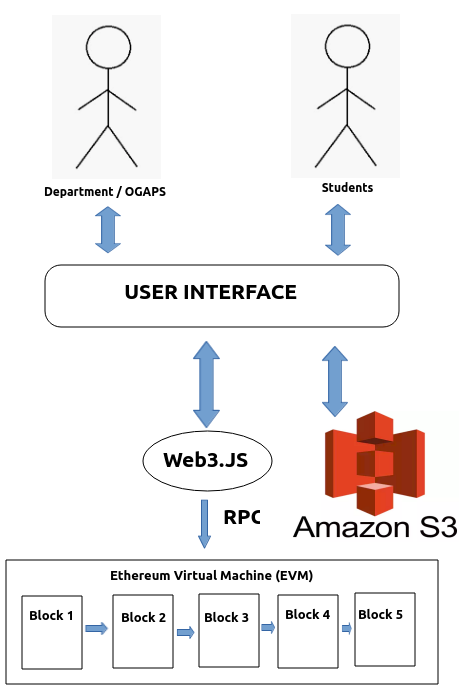 Department / OGAPS
Students
USER INTERFACE
Web3.JS
RPC
Amazon S3
Ethereum Virtual Machine (EVM)
Block 1
Block 2
Block 3
Block 4
Block 5